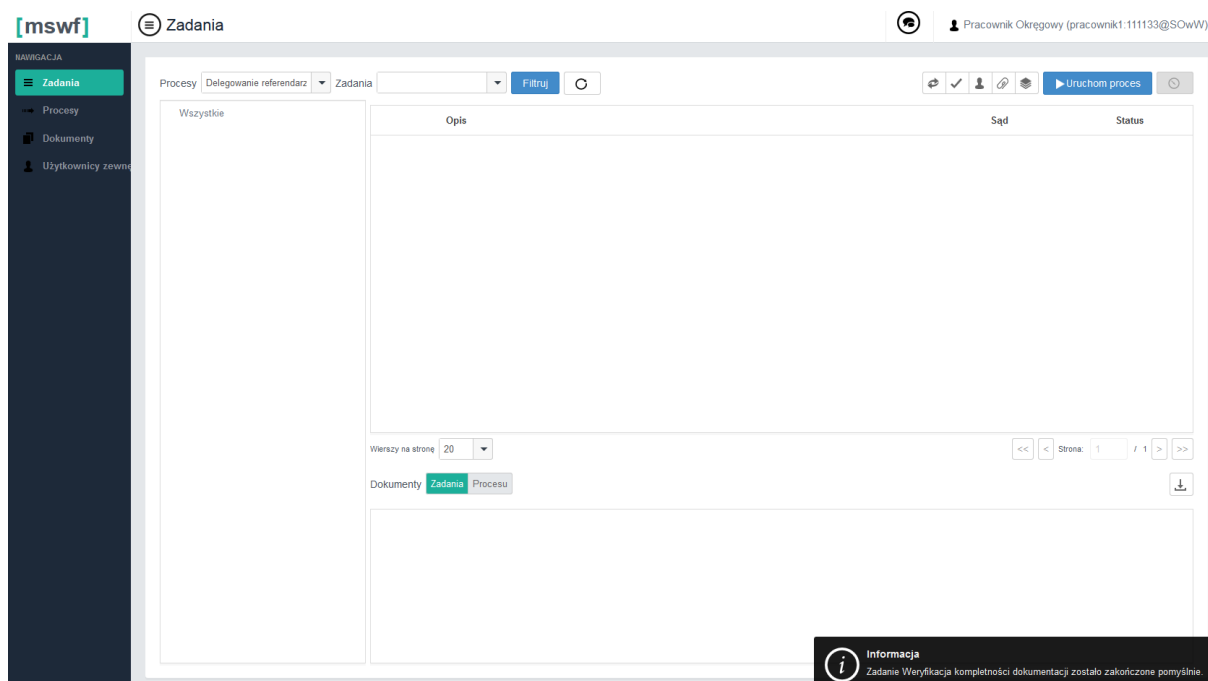 [mswf]
Zadania
Pracownik Okręgowy (pracownik1:111133@SOwW)
NAWIGACJA
Zadania
Procesy
Dokumenty
Użytkownicy zewnę
Procesy Delegowanie referendarz Zadania Filtruj Uruchom proces
Wszystkie
Opis Sąd Status
Wierszy na stronę 20 << < Strona: 1 / 1 > >>
Dokumenty Zadania Procesu
Informacja
Zadanie Weryfikacja kompletności dokumentacji zostało zakończone pomyślnie.